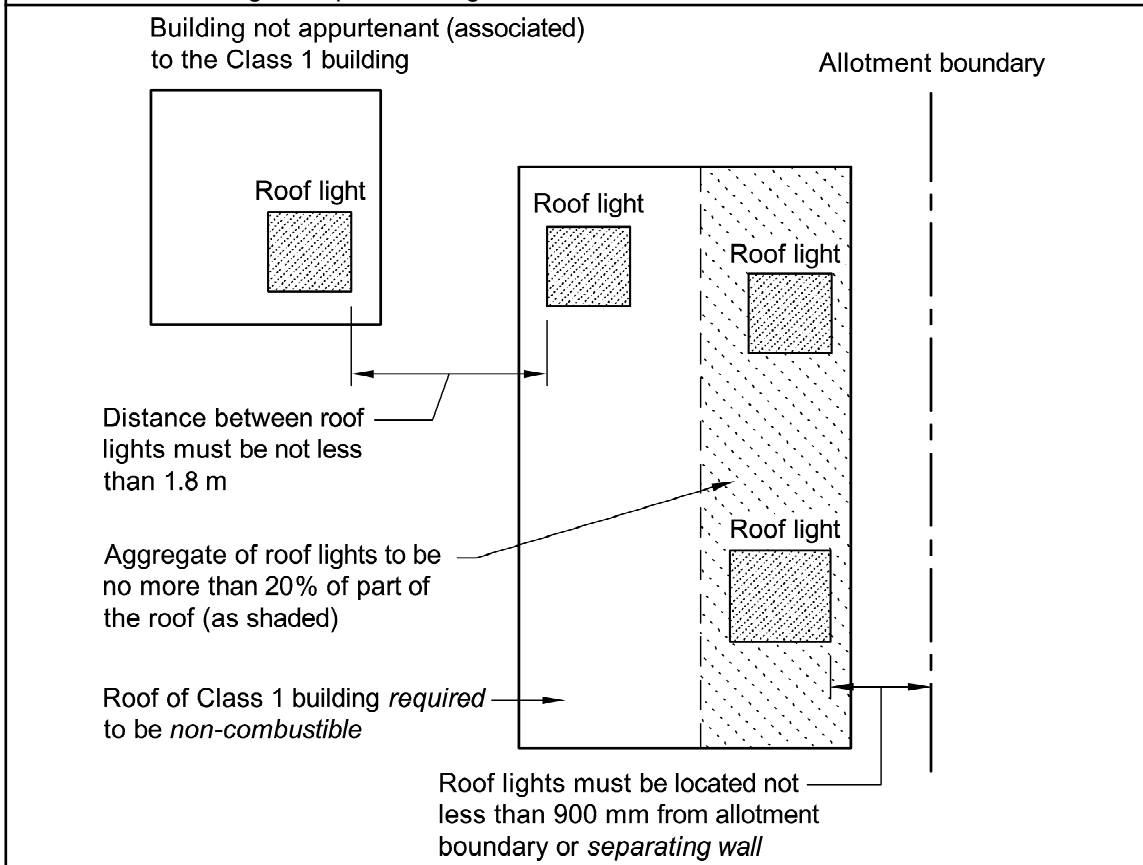 Building not appurtenant (associated)
to the Class 1 building
Allotment boundary
Roof light
Roof light
Roof light
Distance between roof
lights must be not less
than 1.8 m
Roof light
Aggregate of roof lights to be
no more than 20% of part of
the roof (as shaded)
Roof of Class 1 building required
to be non-combustible
Roof lights must be located not
less than 900 mm from allotment
boundary or separating wall